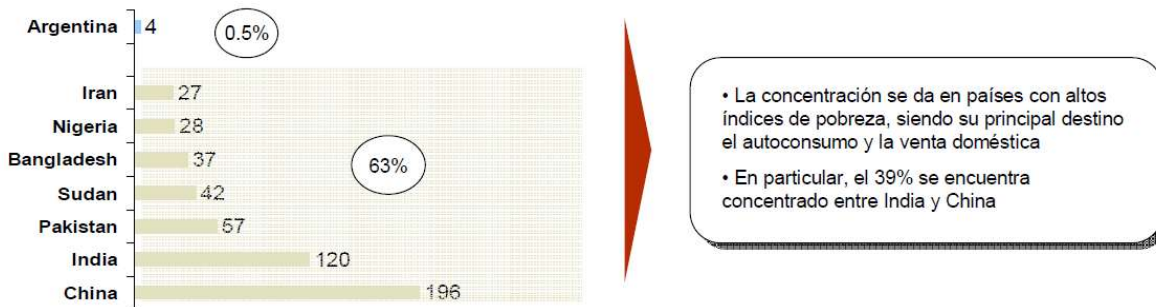 Argentina 4 0.5%
Iran 27
Nigeria 28
Bangladesh 37
63%
Sudan 42
Pakistan 57
India 120
China 196
• La concentración se da en países con altos
índices de pobreza, siendo su principal destino
el autoconsumo y la venta doméstica
• En particular, el 39% se encuentra
concentrado entre India y China